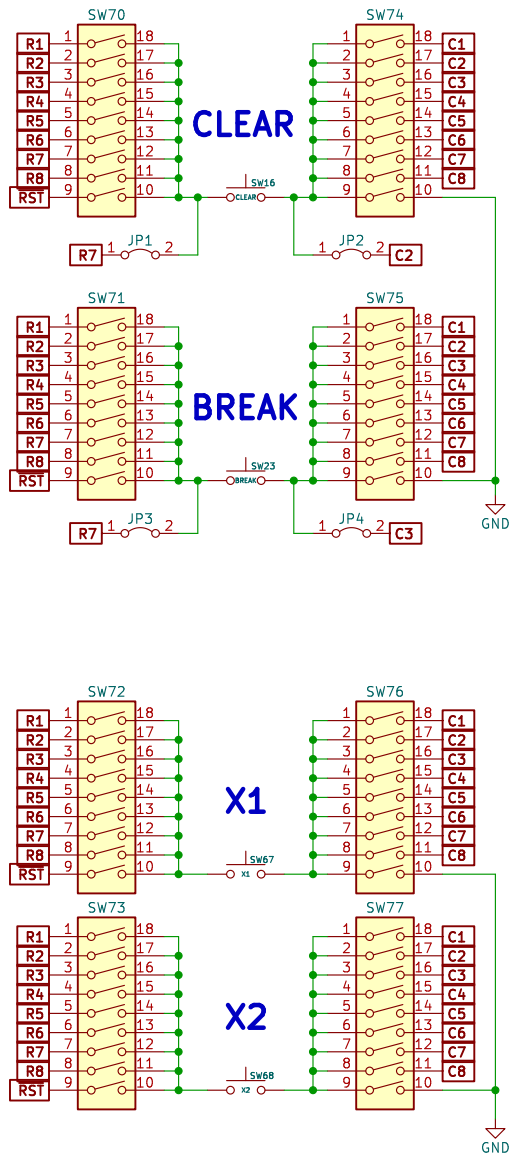 SW70 SW74
R1 1 18 1 18 C1
R2 2 17 2 17 C2
R3 3 16 3 16 C3
R4 4 15 4 15 C4
R5 5 14 CLEAR 5 14 C5
R6 6 13 6 13 C6
R7 7 12 7 12 C7
R8 8 11 SW16 8 11 C8
RST 9 10 CLEAR 9 10
JP1 JP2
R7 1 2 1 2 C2
SW71 SW75
R1 1 18 1 18 C1
R2 2 17 2 17 C2
R3 3 16 3 16 C3
R4 4 15 4 15 C4
R5 5 14 BREAK 5 14 C5
R6 6 13 6 13 C6
R7 7 12 7 12 C7
R8 8 11 SW23 8 11 C8
RST 9 10 BREAK 9 10
GND
JP3 JP4
R7 1 2 1 2 C3
SW72 SW76
R1 1 18 1 18 C1
R2 2 17 2 17 C2
R3 3 16 3 16 C3
R4 4 15 4 15 C4
R5 5 14 X1 5 14 C5
R6 6 13 6 13 C6
R7 7 12 7 12 C7
R8 8 11 SW67 8 11 C8
RST 9 10 X1 9 10
SW73 SW77
R1 1 18 1 18 C1
R2 2 17 2 17 C2
R3 3 16 3 16 C3
R4 4 15 4 15 C4
R5 5 14 X2 5 14 C5
R6 6 13 6 13 C6
R7 7 12 7 12 C7
R8 8 11 SW68 8 11 C8
RST 9 10 X2 9 10
GND